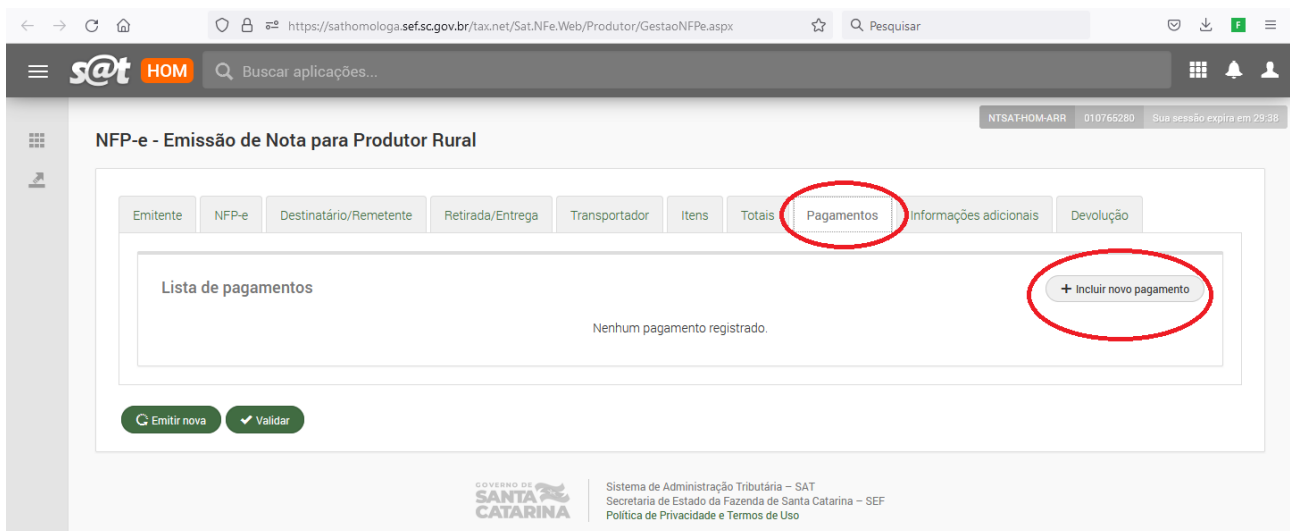 https://sathomologa.sef.sc.gov.br/tax.net/Sat.NFe.Web/Produtor/GestaoNFPe.aspx
Pesquisar
F
s@t HOM Buscar aplicações...
NTSAT-HOM-ARR 010765280 Sua sessão expira em 29:38
NFP-e - Emissão de Nota para Produtor Rural
Emitente NFP-e Destinatário/Remetente Retirada/Entrega Transportador Itens Totais Pagamentos Informações adicionais Devolução
Lista de pagamentos
+ Incluir novo pagamento
Nenhum pagamento registrado.
Emitir nova Validar
GOVERNO DE
SANTA
CATARINA
Sistema de Administração Tributária – SAT
Secretaria de Estado da Fazenda de Santa Catarina – SEF
Política de Privacidade e Termos de Uso